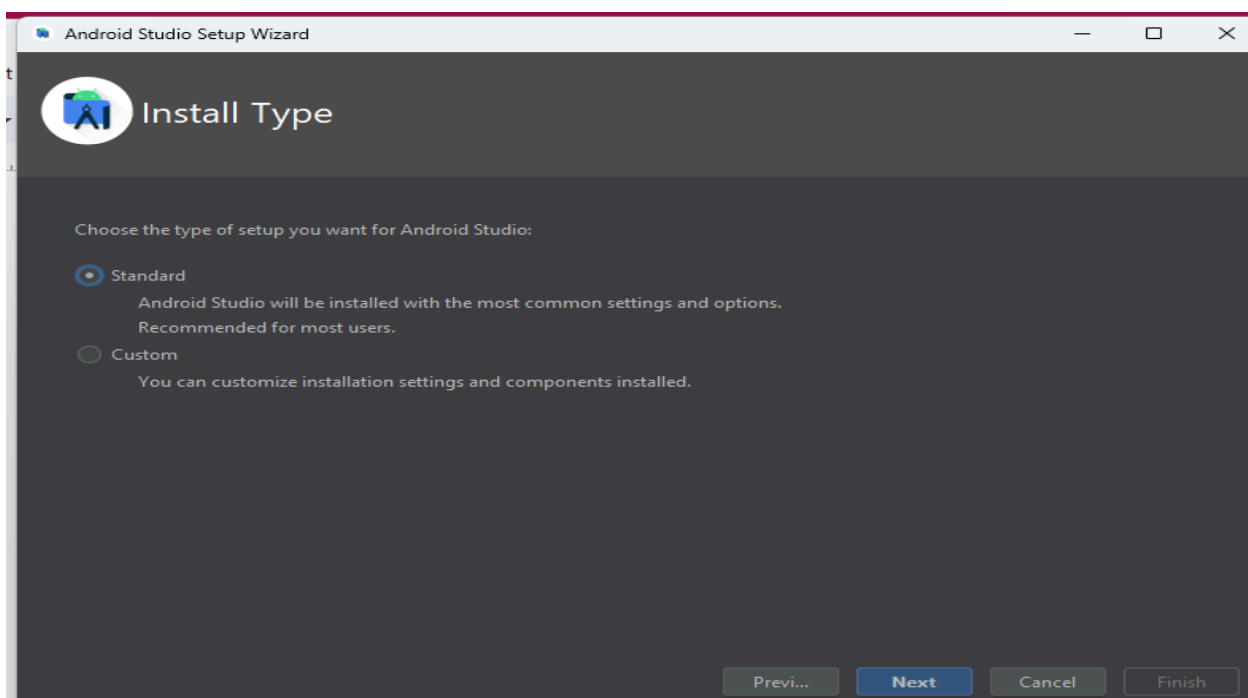 Android Studio Setup Wizard
t
Install Type
Choose the type of setup you want for Android Studio:
Standard
Android Studio will be installed with the most common settings and options.
Recommended for most users.
Custom
You can customize installation settings and components installed.
Previ... Next Cancel Finish